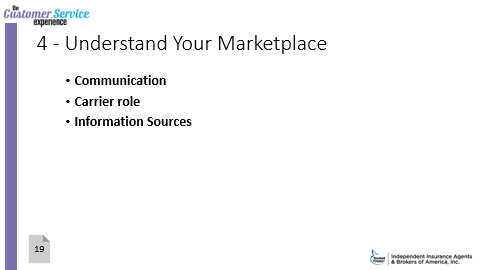 the
Customer Service
experience
4 - Understand Your Marketplace
• Communication
• Carrier role
• Information Sources
19
Independent Insurance Agents
& Brokers of America, Inc.